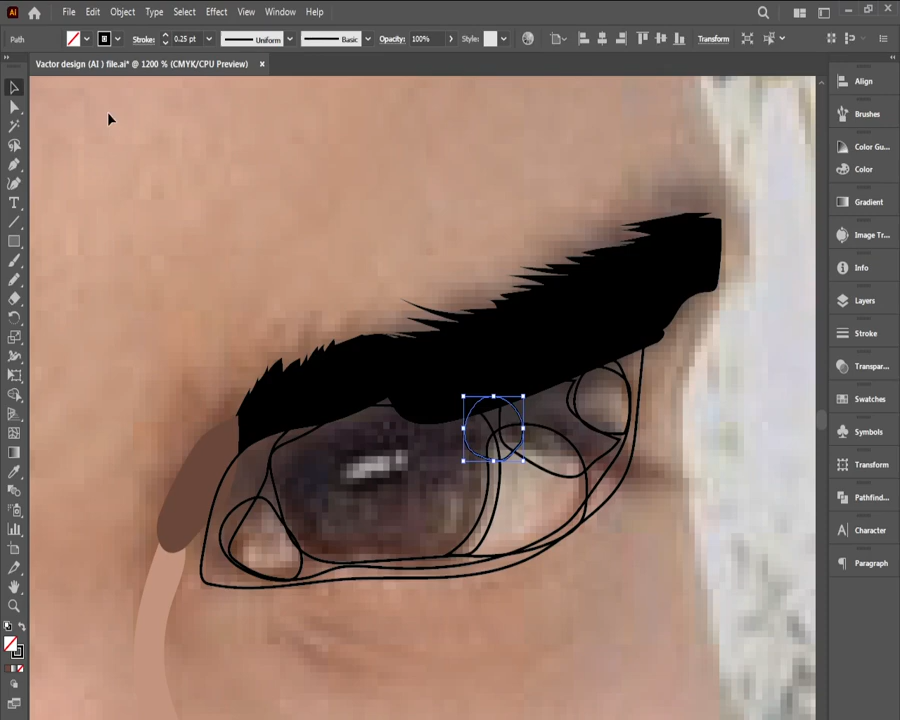 Ai File Edit Object Type Select Effect View Window Help
Path Stroke: 0.25 pt Uniform Basic Opacity: 100% Style: Transform
Vactor design (AI ) file.ai* @ 1200 % (CMYK/CPU Preview) ×
Align
Brushes
Color Gu...
Color
Gradient
Image Tr...
Info
Layers
Stroke
Transpar...
Swatches
Symbols
Transform
Pathfind...
Character
Paragraph